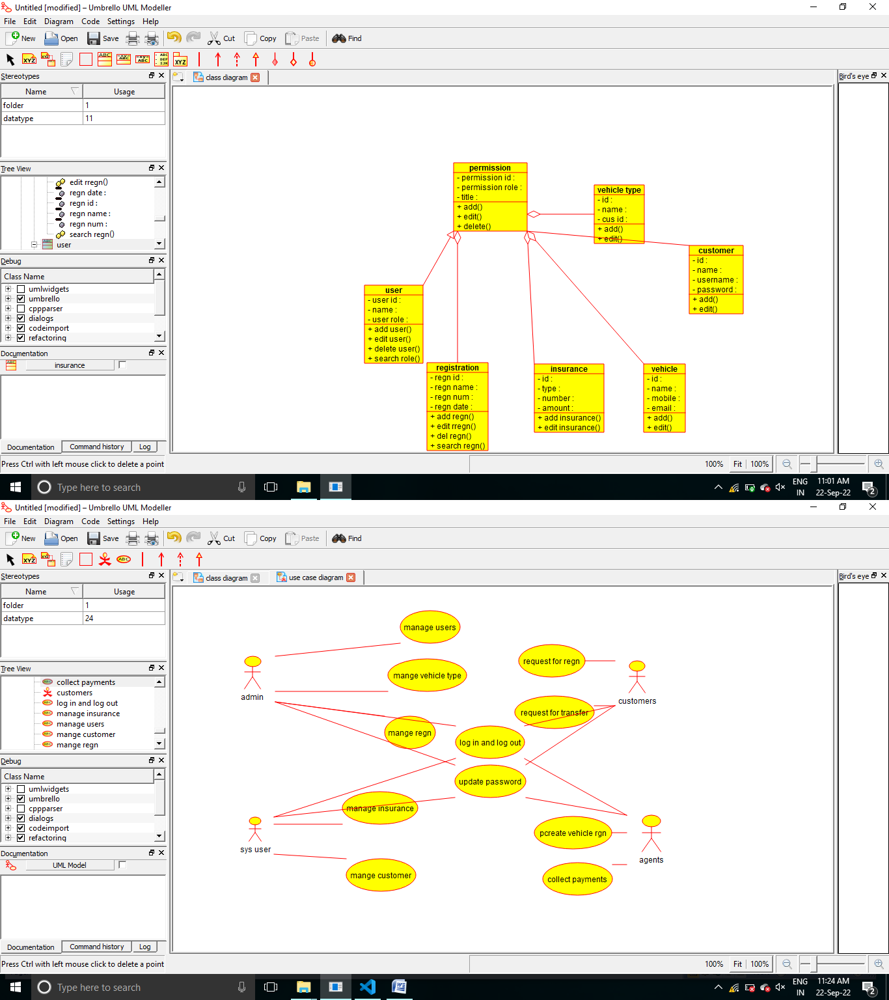 Untitled [modified] – Umbrello UML Modeller
File Edit Diagram Code Settings Help
New Open Save Cut Copy Paste Find
Stereotypes
Name Usage
folder 1
datatype 11
Tree View
edit rregn()
regn date :
regn id :
regn name :
regn num :
search regn()
user
Debug
Class Name
umlwidgets
umbrello
cppparser
dialogs
codeimport
refactoring
Documentation
insurance
Documentation Command history Log
Press Ctrl with left mouse click to delete a point
class diagram
Bird's eye
permission
- permission id :
- permission role :
- title :
+ add()
+ edit()
+ delete()
vehicle type
- id :
- name :
- cus id :
+ add()
+ edit()
customer
- id :
- name :
- username :
- password :
+ add()
+ edit()
user
- user id :
- name :
- user role :
+ add user()
+ edit user()
+ delete user()
+ search role()
registration
- regn id :
- regn name :
- regn num :
- regn date :
+ add regn()
+ edit rregn()
+ del regn()
+ search regn()
insurance
- id :
- type :
- number :
- amount :
+ add insurance()
+ edit insurance()
vehicle
- id :
- name :
- mobile :
- email :
+ add()
+ edit()
100% Fit 100%
Type here to search
ENG
IN
11:01 AM
22-Sep-22
2
Untitled [modified] – Umbrello UML Modeller
File Edit Diagram Code Settings Help
New Open Save Cut Copy Paste Find
Stereotypes
Name Usage
folder 1
datatype 24
Tree View
collect payments
customers
log in and log out
manage insurance
manage users
mange customer
mange regn
Debug
Class Name
umlwidgets
umbrello
cppparser
dialogs
codeimport
refactoring
Documentation
UML Model
Documentation Command history Log
Press Ctrl with left mouse click to delete a point
class diagram
use case diagram
Bird's eye
manage users
request for regn
mange vehicle type
admin
customers
request for transfer
mange regn
log in and log out
update password
manage insurance
pcreate vehicle rgn
sys user
agents
mange customer
collect payments
100% Fit 100%
Type here to search
ENG
IN
11:24 AM
22-Sep-22
2